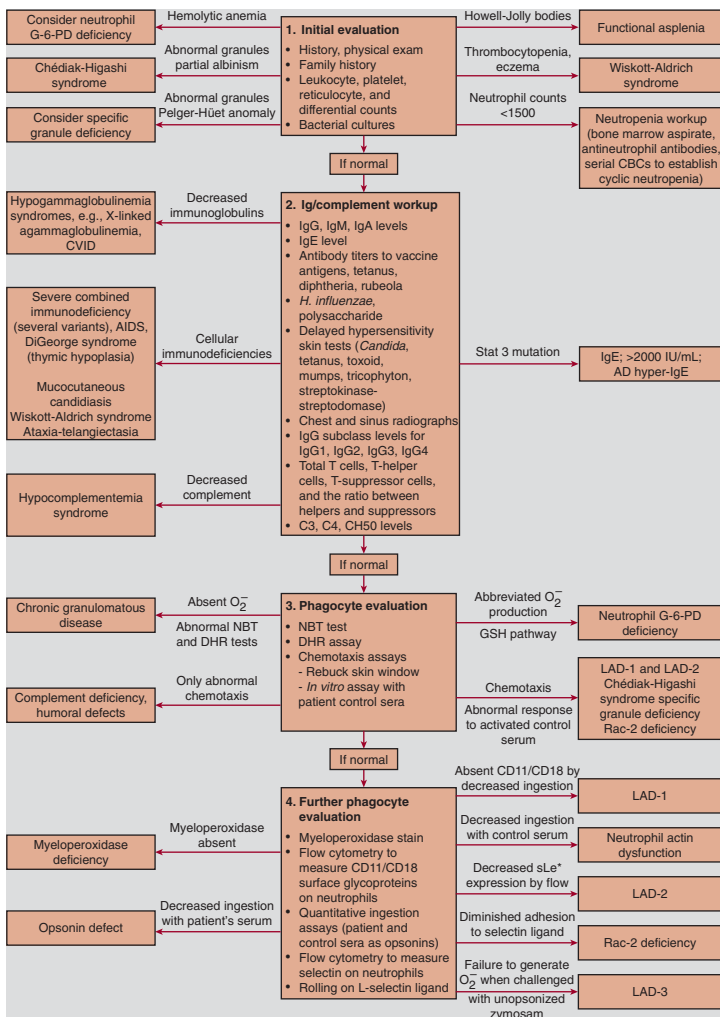 Consider neutrophil
G-6-PD deficiency
Hemolytic anemia
Chédiak-Higashi
syndrome
Abnormal granules
partial albinism
Consider specific
granule deficiency
Abnormal granules
Pelger-Hüet anomaly
1. Initial evaluation
• History, physical exam
• Family history
• Leukocyte, platelet,
reticulocyte, and
differential counts
• Bacterial cultures
Howell-Jolly bodies
Functional asplenia
Thrombocytopenia,
eczema
Wiskott-Aldrich
syndrome
Neutrophil counts
<1500
Neutropenia workup
(bone marrow aspirate,
antineutrophil antibodies,
serial CBCs to establish
cyclic neutropenia)
If normal
Hypogammaglobulinemia
syndromes, e.g., X-linked
agammaglobulinemia,
CVID
Decreased
immunoglobulins
Severe combined
immunodeficiency
(several variants), AIDS,
DiGeorge syndrome
(thymic hypoplasia)
Mucocutaneous
candidiasis
Wiskott-Aldrich syndrome
Ataxia-telangiectasia
Cellular
immunodeficiencies
Hypocomplementemia
syndrome
Decreased
complement
2. Ig/complement workup
• IgG, IgM, IgA levels
• IgE level
• Antibody titers to vaccine
antigens, tetanus,
diphtheria, rubeola
• H. influenzae,
polysaccharide
• Delayed hypersensitivity
skin tests (Candida,
tetanus, toxoid,
mumps, tricophyton,
streptokinase-
streptodomase)
• Chest and sinus radiographs
• IgG subclass levels for
IgG1, IgG2, IgG3, IgG4
• Total T cells, T-helper
cells, T-suppressor cells,
and the ratio between
helpers and suppressors
• C3, C4, CH50 levels
Stat 3 mutation
IgE; >2000 IU/mL;
AD hyper-IgE
If normal
Chronic granulomatous
disease
Absent O₂⁻
Abnormal NBT
and DHR tests
Complement deficiency,
humoral defects
Only abnormal
chemotaxis
3. Phagocyte evaluation
• NBT test
• DHR assay
• Chemotaxis assays
- Rebuck skin window
- In vitro assay with
patient control sera
Abbreviated O₂⁻
production
GSH pathway
Neutrophil G-6-PD
deficiency
Chemotaxis
Abnormal response
to activated control
serum
LAD-1 and LAD-2
Chédiak-Higashi
syndrome specific
granule deficiency
Rac-2 deficiency
If normal
Myeloperoxidase
deficiency
Myeloperoxidase
absent
Opsonin defect
Decreased ingestion
with patient's serum
4. Further phagocyte
evaluation
• Myeloperoxidase stain
• Flow cytometry to
measure CD11/CD18
surface glycoproteins
on neutrophils
• Quantitative ingestion
assays (patient and
control sera as opsonins)
• Flow cytometry to measure
selectin on neutrophils
• Rolling on L-selectin ligand
Absent CD11/CD18 by
decreased ingestion
LAD-1
Decreased ingestion
with control serum
Neutrophil actin
dysfunction
Decreased sLe*
expression by flow
LAD-2
Diminished adhesion
to selectin ligand
Rac-2 deficiency
Failure to generate
O₂⁻ when challenged
with unopsonized
zymosam
LAD-3